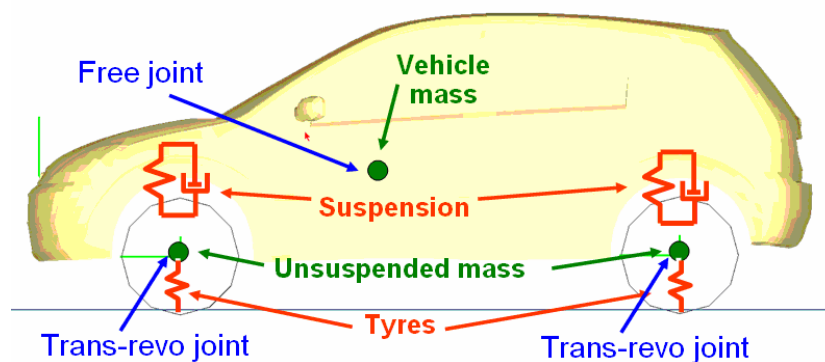 Free joint
Vehicle
mass
Suspension
Unsuspended mass
Tyres
Trans-revo joint
Trans-revo joint